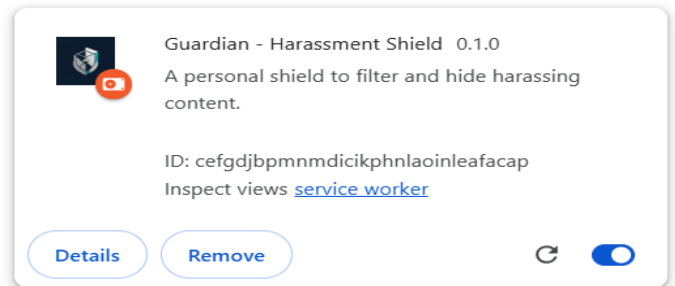 Guardian - Harassment Shield 0.1.0
A personal shield to filter and hide harassing
content.
ID: cefgdjbpmnmdicikphnlaoinleafacap
Inspect views service worker
Details
Remove